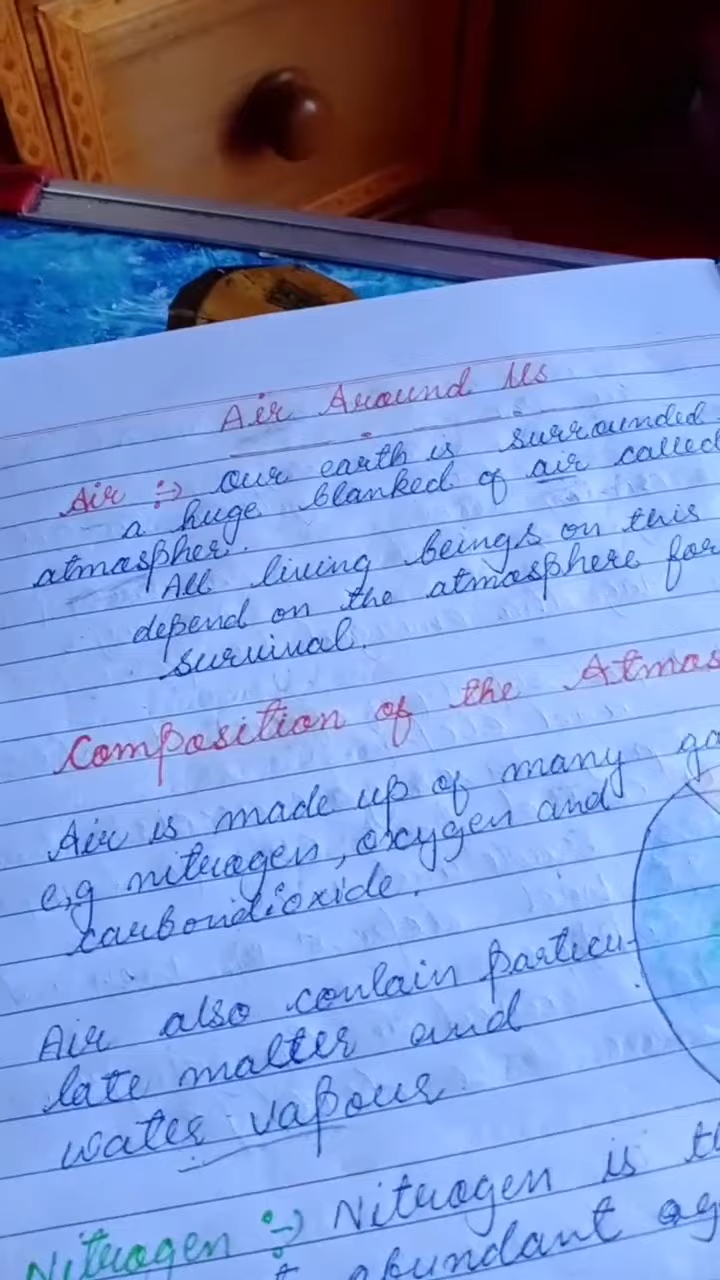 Air Around Us
Air :-) our earth is surrounded
a huge blanked of air called
atmaspher.
All living beings on this
depend on the atmasphere for
survival.
Composition of the Atmas
Air is made up of many ga
e,g nitrogen, oxygen and
carbondioxide.
Air also contain particu-
late matter and
water vapour
Nitrogen :-) Nitrogen is t
abundant